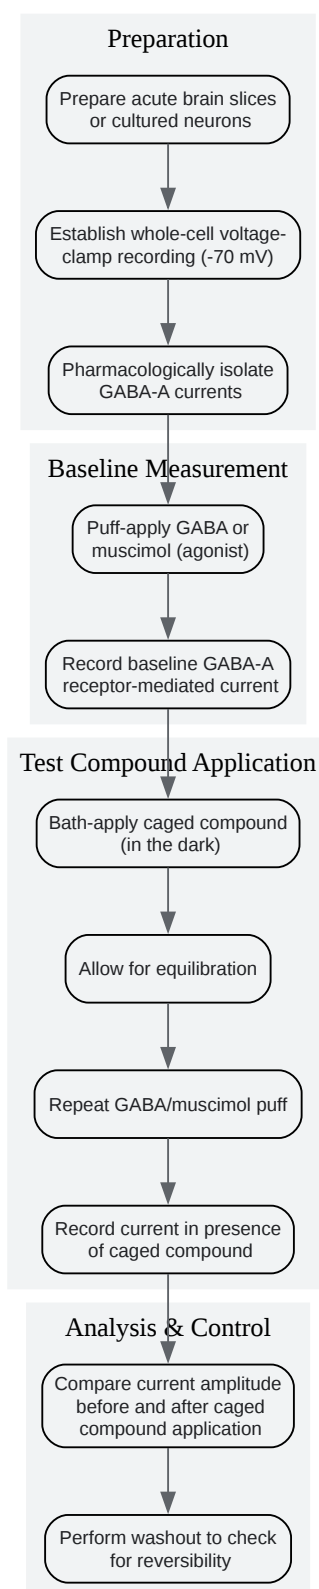 Preparation
Prepare acute brain slices
or cultured neurons
Establish whole-cell voltage-
clamp recording (-70 mV)
Pharmacologically isolate
GABA-A currents
Baseline Measurement
Puff-apply GABA or
muscimol (agonist)
Record baseline GABA-A
receptor-mediated current
Test Compound Application
Bath-apply caged compound
(in the dark)
Allow for equilibration
Repeat GABA/muscimol puff
Record current in presence
of caged compound
Analysis & Control
Compare current amplitude
before and after caged
compound application
Perform washout to check
for reversibility